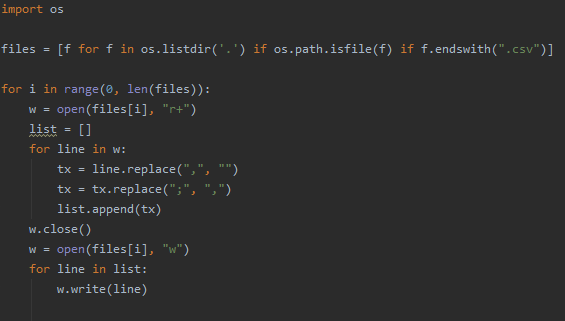 import os

files = [f for f in os.listdir('.') if os.path.isfile(f) if f.endswith(".csv")]

for i in range(0, len(files)):
    w = open(files[i], "r+")
    list = []
    for line in w:
        tx = line.replace(",", "")
        tx = tx.replace(";", ",")
        list.append(tx)
    w.close()
    w = open(files[i], "w")
    for line in list:
        w.write(line)